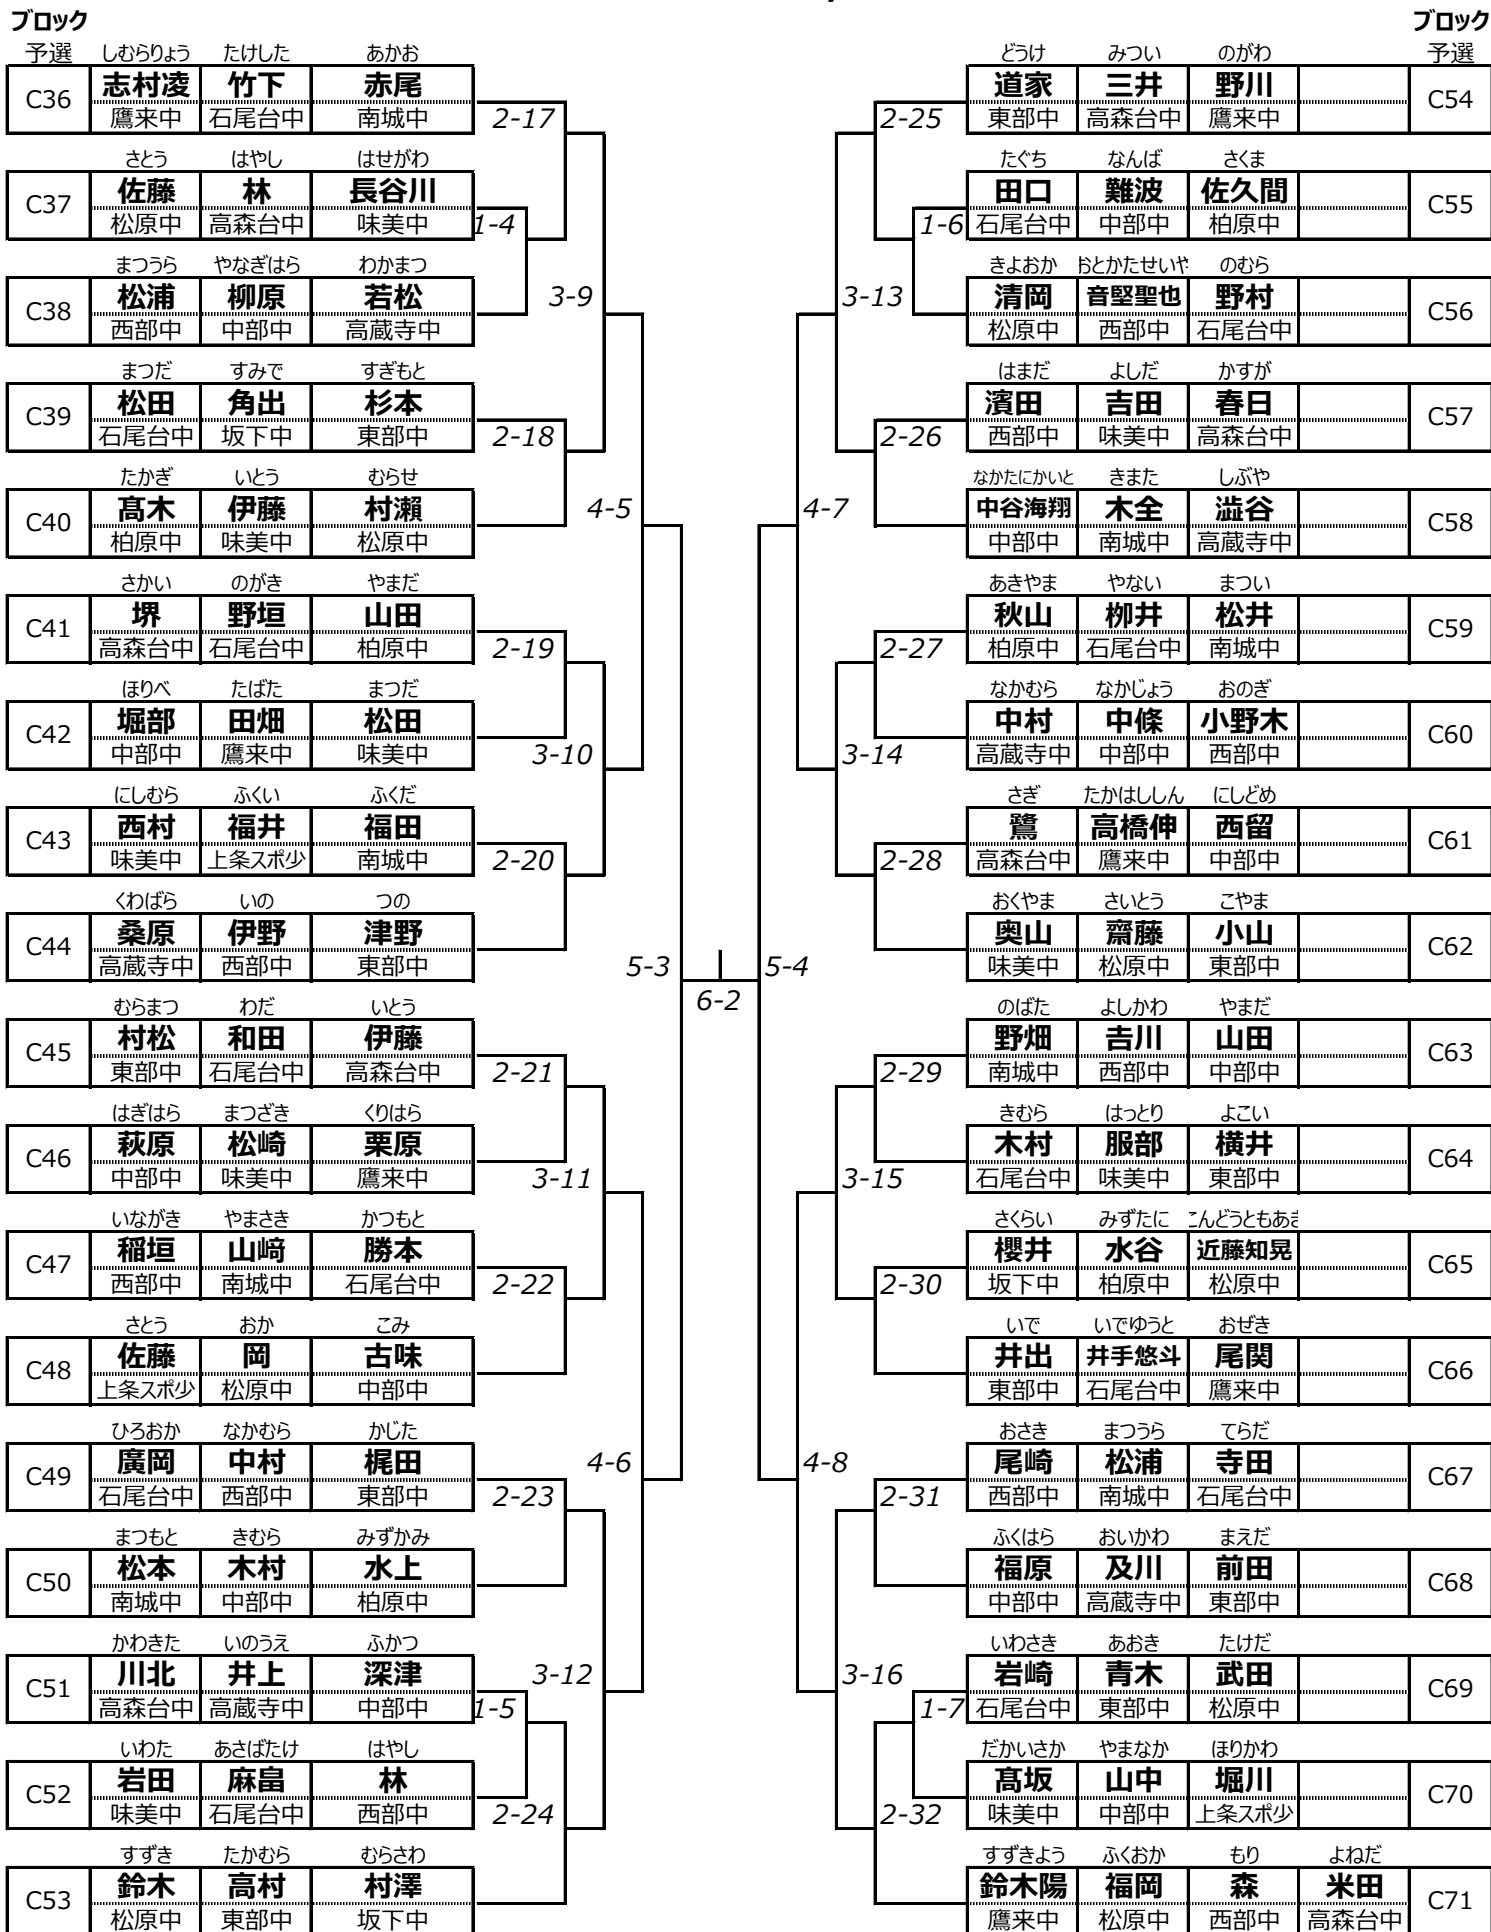 ブロック
予選
しむらりょう たけした あかお
C36 志村凌 竹下 赤尾
鷹来中 石尾台中 南城中
2-17
さとう はやし はせがわ
C37 佐藤 林 長谷川
松原中 高森台中 味美中
1-4
まつうら やなぎはら わかまつ
C38 松浦 柳原 若松
西部中 中部中 高蔵寺中
3-9
まつだ すみで すぎもと
C39 松田 角出 杉本
石尾台中 坂下中 東部中
2-18
たかぎ いとう むらせ
C40 髙木 伊藤 村瀬
柏原中 味美中 松原中
4-5
さかい のがき やまだ
C41 堺 野垣 山田
高森台中 石尾台中 柏原中
2-19
ほりべ たばた まつだ
C42 堀部 田畑 松田
中部中 鷹来中 味美中
3-10
にしむら ふくい ふくだ
C43 西村 福井 福田
味美中 上条スポ少 南城中
2-20
くわばら いの つの
C44 桑原 伊野 津野
高蔵寺中 西部中 東部中
5-3
6-2
むらまつ わだ いとう
C45 村松 和田 伊藤
東部中 石尾台中 高森台中
2-21
はぎはら まつざき くりはら
C46 萩原 松崎 栗原
中部中 味美中 鷹来中
3-11
いながき やまさき かつもと
C47 稲垣 山﨑 勝本
西部中 南城中 石尾台中
2-22
さとう おか こみ
C48 佐藤 岡 古味
上条スポ少 松原中 中部中
ひろおか なかむら かじた
C49 廣岡 中村 梶田
石尾台中 西部中 東部中
4-6
2-23
まつもと きむら みずかみ
C50 松本 木村 水上
南城中 中部中 柏原中
かわきた いのうえ ふかつ
C51 川北 井上 深津
高森台中 高蔵寺中 中部中
3-12
1-5
いわた あさばたけ はやし
C52 岩田 麻畠 林
味美中 石尾台中 西部中
2-24
すずき たかむら むらさわ
C53 鈴木 高村 村澤
松原中 東部中 坂下中
ブロック
予選
どうけ みつい のがわ
道家 三井 野川 C54
東部中 高森台中 鷹来中
2-25
たぐち なんば さくま
田口 難波 佐久間 C55
石尾台中 中部中 柏原中
1-6
きよおか おとかたせいや のむら
清岡 音堅聖也 野村 C56
松原中 西部中 石尾台中
3-13
はまだ よしだ かすが
濱田 吉田 春日 C57
西部中 味美中 高森台中
2-26
なかたにかいと きまた しぶや
中谷海翔 木全 澁谷 C58
中部中 南城中 高蔵寺中
4-7
あきやま やない まつい
秋山 栁井 松井 C59
柏原中 石尾台中 南城中
2-27
なかむら なかじょう おのぎ
中村 中條 小野木 C60
高蔵寺中 中部中 西部中
3-14
さぎ たかはししん にしどめ
鷺 高橋伸 西留 C61
高森台中 鷹来中 中部中
2-28
おくやま さいとう こやま
奥山 齋藤 小山 C62
味美中 松原中 東部中
5-4
のばた よしかわ やまだ
野畑 吉川 山田 C63
南城中 西部中 中部中
2-29
きむら はっとり よこい
木村 服部 横井 C64
石尾台中 味美中 東部中
3-15
さくらい みずたに こんどうともあき
櫻井 水谷 近藤知晃 C65
坂下中 柏原中 松原中
2-30
いで いでゆうと おぜき
井出 井手悠斗 尾関 C66
東部中 石尾台中 鷹来中
おさき まつうら てらだ
尾崎 松浦 寺田 C67
西部中 南城中 石尾台中
4-8
2-31
ふくはら おいかわ まえだ
福原 及川 前田 C68
中部中 高蔵寺中 東部中
いわさき あおき たけだ
岩崎 青木 武田 C69
石尾台中 東部中 松原中
3-16
1-7
だかいさか やまなか ほりかわ
髙坂 山中 堀川 C70
味美中 中部中 上条スポ少
2-32
すずきよう ふくおか もり よねだ
鈴木陽 福岡 森 米田 C71
鷹来中 松原中 西部中 高森台中